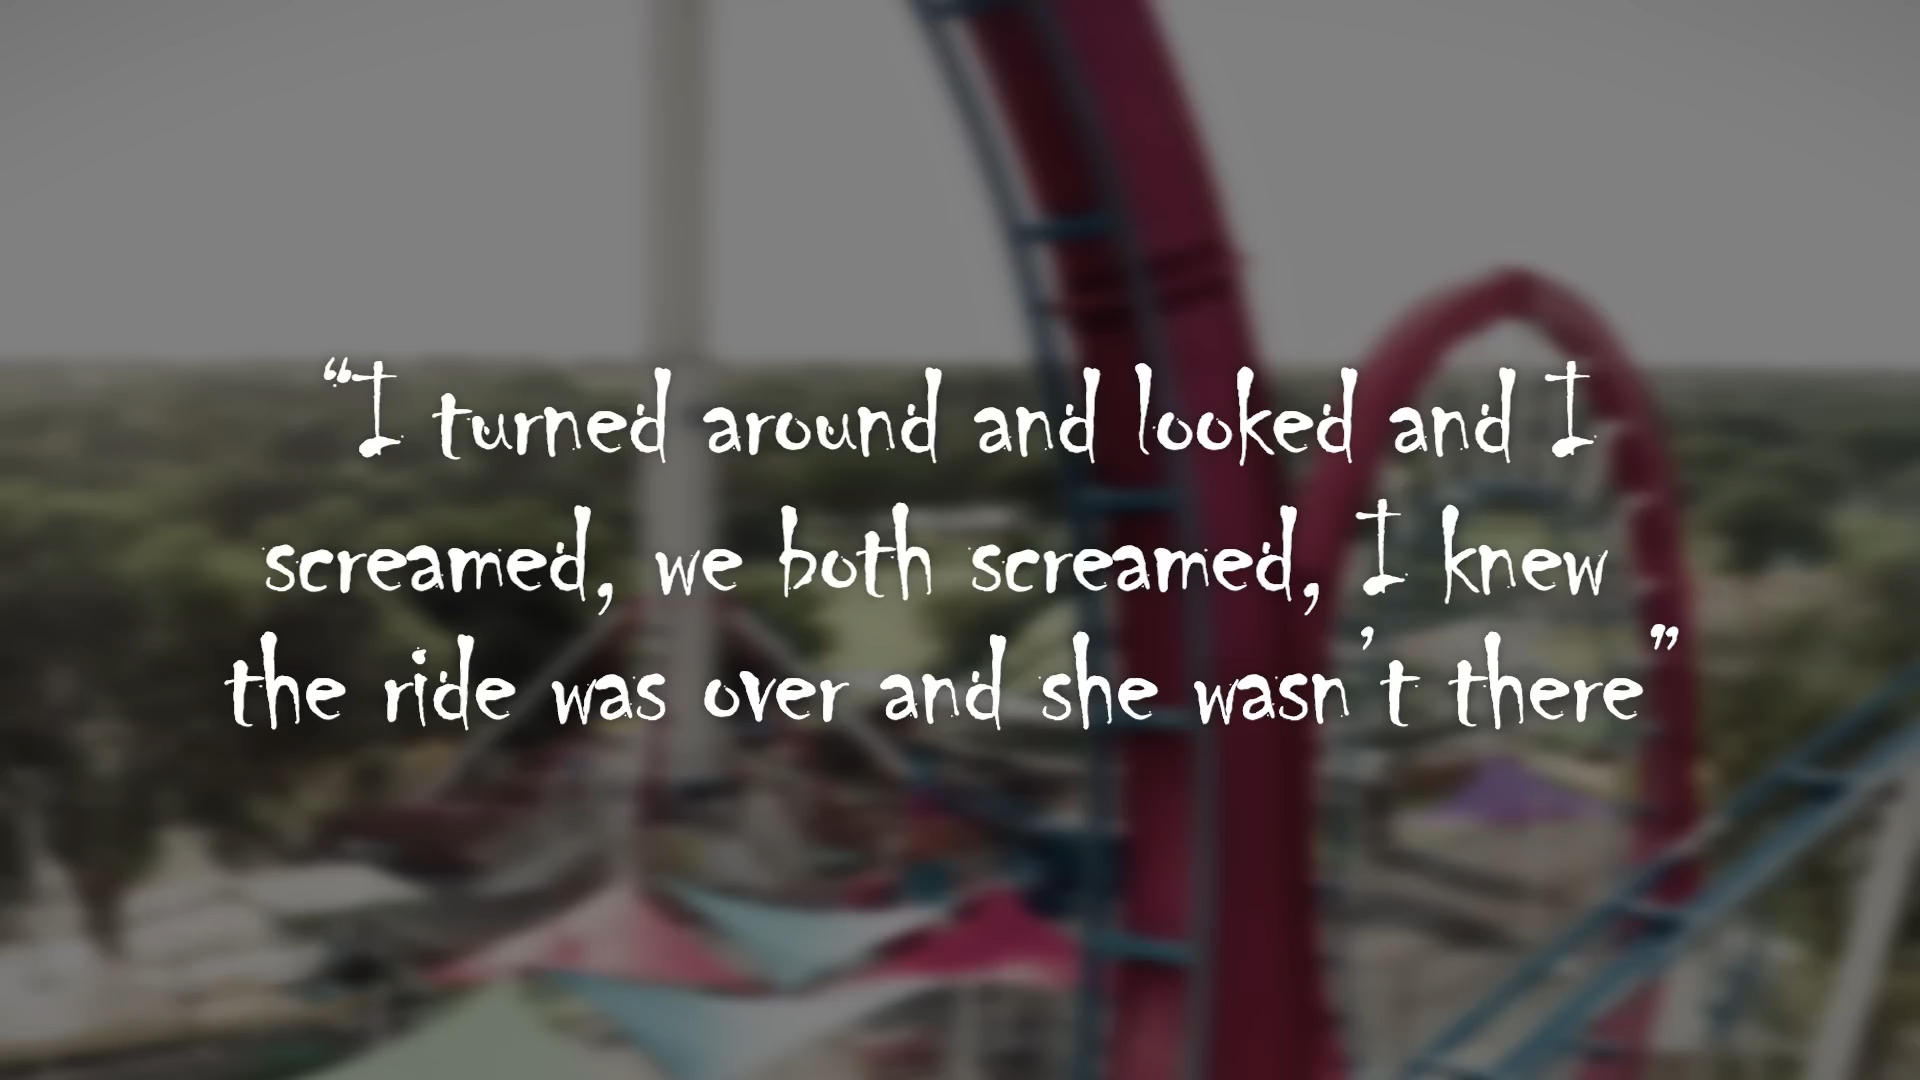 “I turned around and looked and I
screamed, we both screamed, I knew
the ride was over and she wasn’t there”